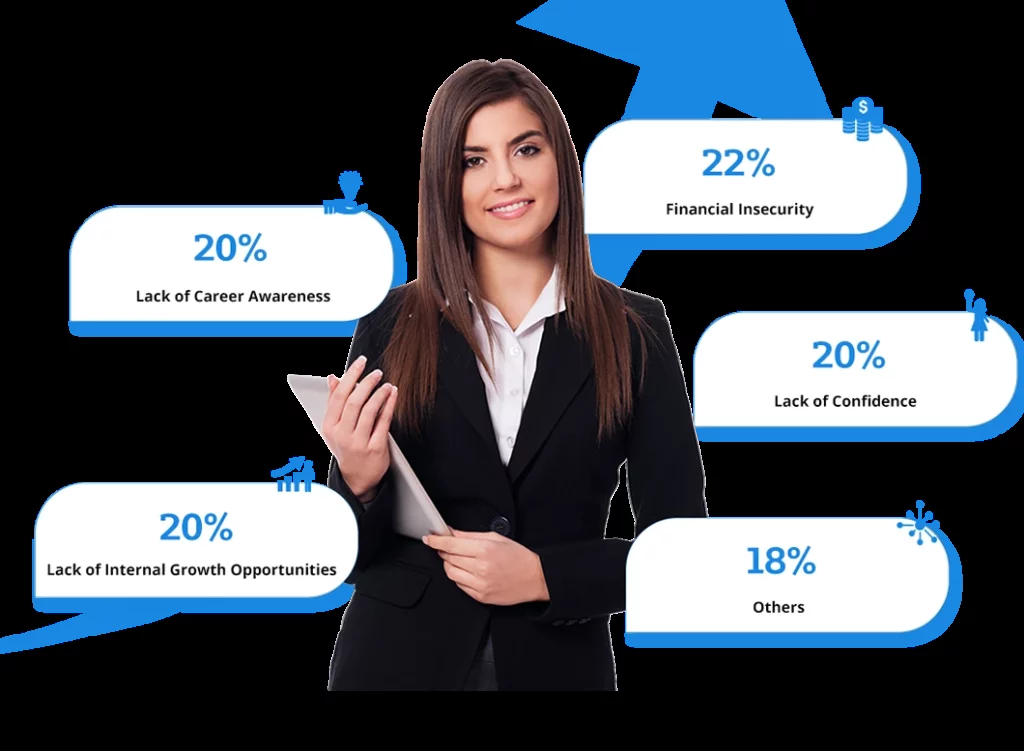 22%
Financial Insecurity
20%
Lack of Career Awareness
20%
Lack of Confidence
20%
Lack of Internal Growth Opportunities
18%
Others
$